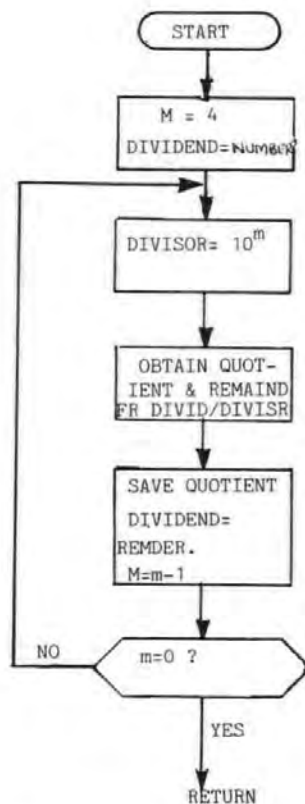 START
M = 4
DIVIDEND=NUMBER
DIVISOR= 10^m
OBTAIN QUOT-
IENT & REMAIND
FR DIVID/DIVISR
SAVE QUOTIENT
DIVIDEND=
REMDER.
M=m-1
NO
m=0 ?
YES
RETURN